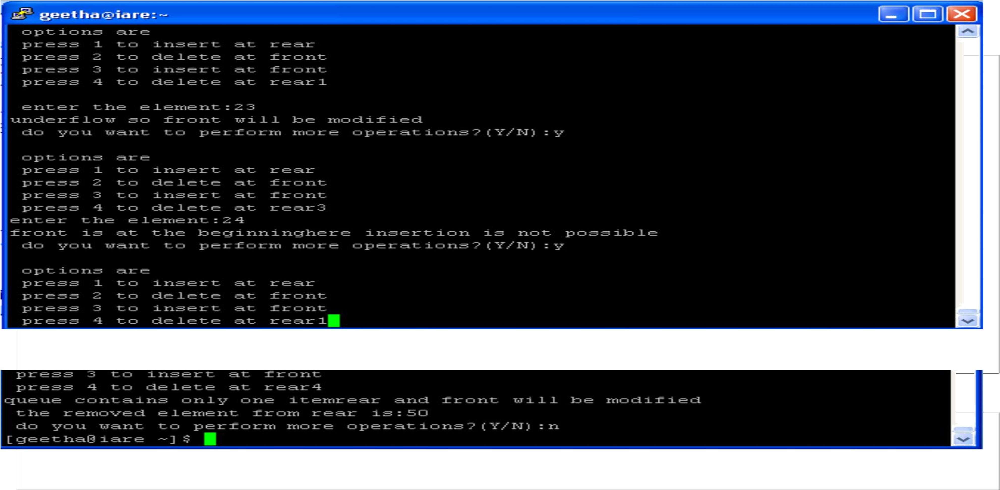 geetha@iare:~
options are
press 1 to insert at rear
press 2 to delete at front
press 3 to insert at front
press 4 to delete at rear1
enter the element:23
underflow so front will be modified
do you want to perform more operations?(Y/N):y
options are
press 1 to insert at rear
press 2 to delete at front
press 3 to insert at front
press 4 to delete at rear3
enter the element:24
front is at the beginninghere insertion is not possible
do you want to perform more operations?(Y/N):y
options are
press 1 to insert at rear
press 2 to delete at front
press 3 to insert at front
press 4 to delete at rear1
press 3 to insert at front
press 4 to delete at rear4
queue contains only one itemrear and front will be modified
the removed element from rear is:50
do you want to perform more operations?(Y/N):n
[geetha@iare ~]$